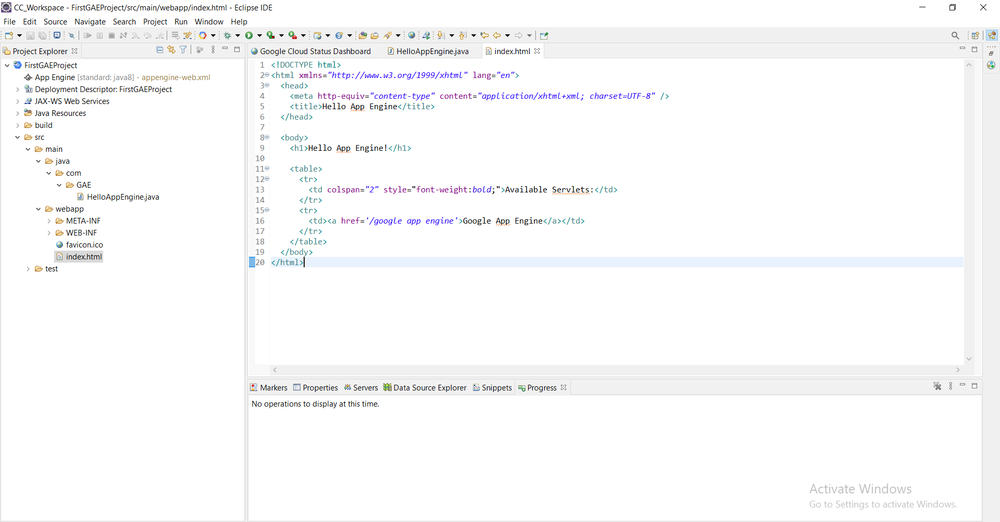 CC_Workspace - FirstGAEProject/src/main/webapp/index.html - Eclipse IDE
File Edit Source Navigate Search Project Run Window Help
Project Explorer
FirstGAEProject
App Engine [standard: java8] - appengine-web.xml
Deployment Descriptor: FirstGAEProject
JAX-WS Web Services
Java Resources
build
src
main
java
com
GAE
HelloAppEngine.java
webapp
META-INF
WEB-INF
favicon.ico
index.html
test
Google Cloud Status Dashboard HelloAppEngine.java index.html
1 <!DOCTYPE html>
2 <html xmlns="http://www.w3.org/1999/xhtml" lang="en">
3 <head>
4 <meta http-equiv="content-type" content="application/xhtml+xml; charset=UTF-8" />
5 <title>Hello App Engine</title>
6 </head>
7
8 <body>
9 <h1>Hello App Engine!</h1>
10
11 <table>
12 <tr>
13 <td colspan="2" style="font-weight:bold;">Available Servlets:</td>
14 </tr>
15 <tr>
16 <td><a href='/google app engine'>Google App Engine</a></td>
17 </tr>
18 </table>
19 </body>
20 </html>
Markers Properties Servers Data Source Explorer Snippets Progress
No operations to display at this time.
Activate Windows
Go to Settings to activate Windows.